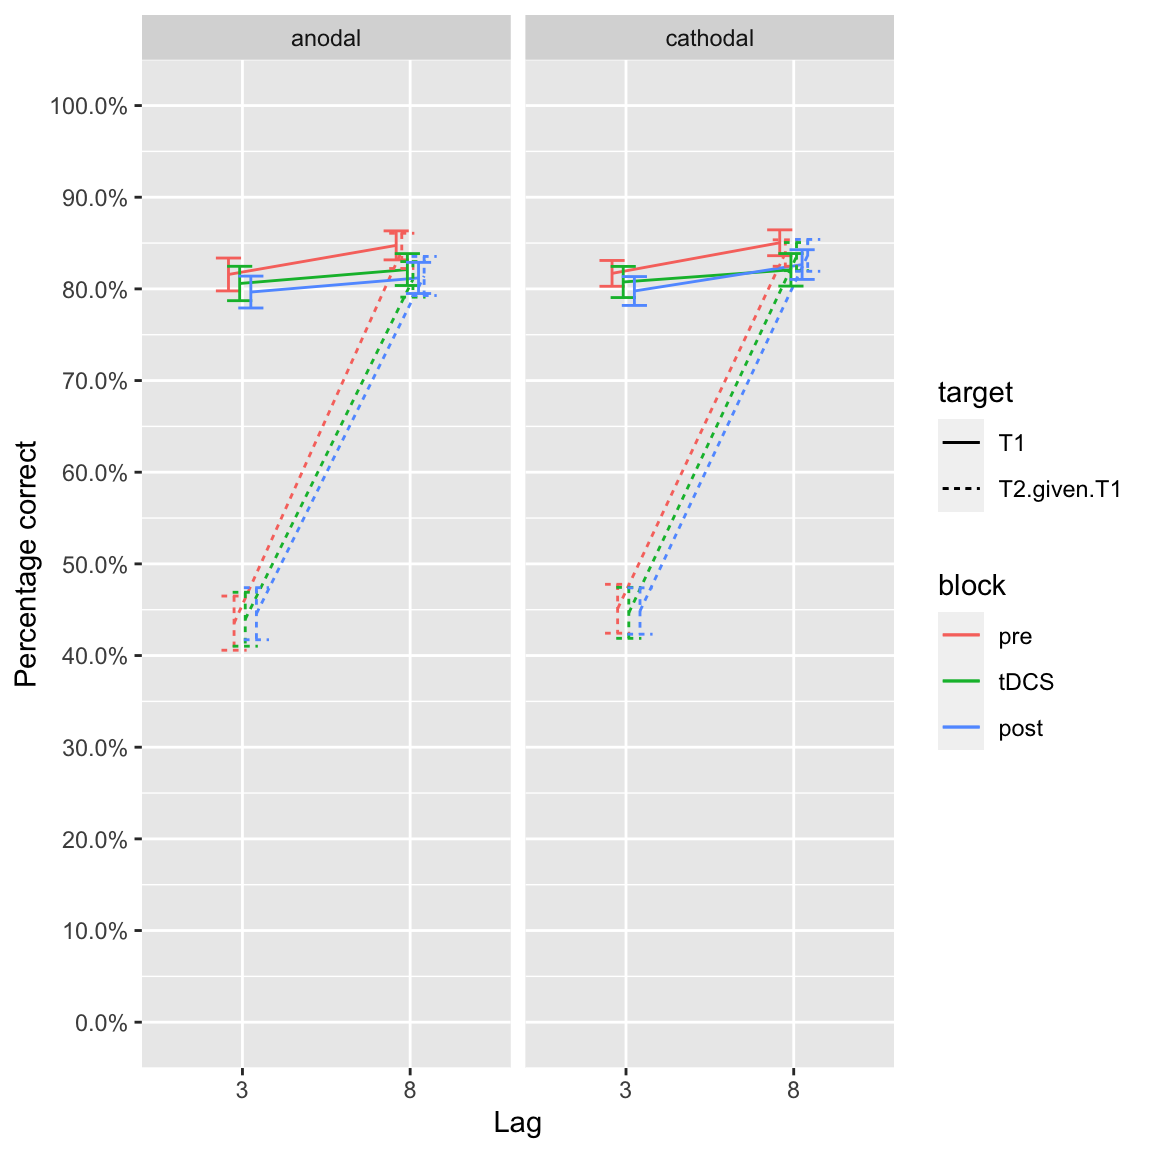 anodal
cathodal
100.0%
90.0%
80.0%
70.0%
60.0%
50.0%
40.0%
30.0%
20.0%
10.0%
0.0%
Percentage correct
3
8
3
8
Lag
target
T1
T2.given.T1
block
pre
tDCS
post